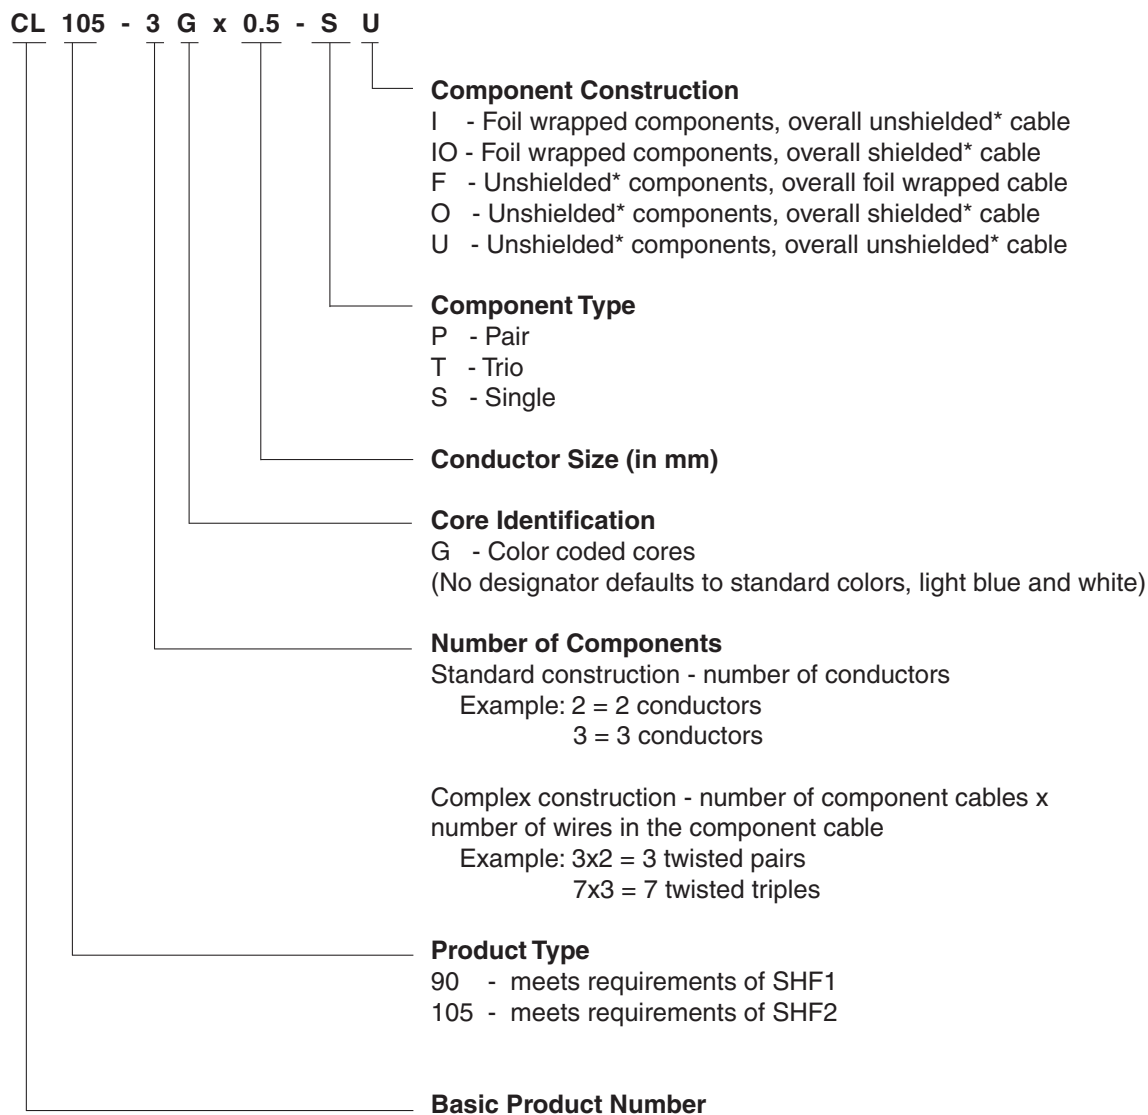 CL 105 - 3 G x 0.5 - S U
Component Construction
I - Foil wrapped components, overall unshielded* cable
IO - Foil wrapped components, overall shielded* cable
F - Unshielded* components, overall foil wrapped cable
O - Unshielded* components, overall shielded* cable
U - Unshielded* components, overall unshielded* cable
Component Type
P - Pair
T - Trio
S - Single
Conductor Size (in mm)
Core Identification
G - Color coded cores
(No designator defaults to standard colors, light blue and white)
Number of Components
Standard construction - number of conductors
Example: 2 = 2 conductors
3 = 3 conductors
Complex construction - number of component cables x
number of wires in the component cable
Example: 3x2 = 3 twisted pairs
7x3 = 7 twisted triples
Product Type
90 - meets requirements of SHF1
105 - meets requirements of SHF2
Basic Product Number